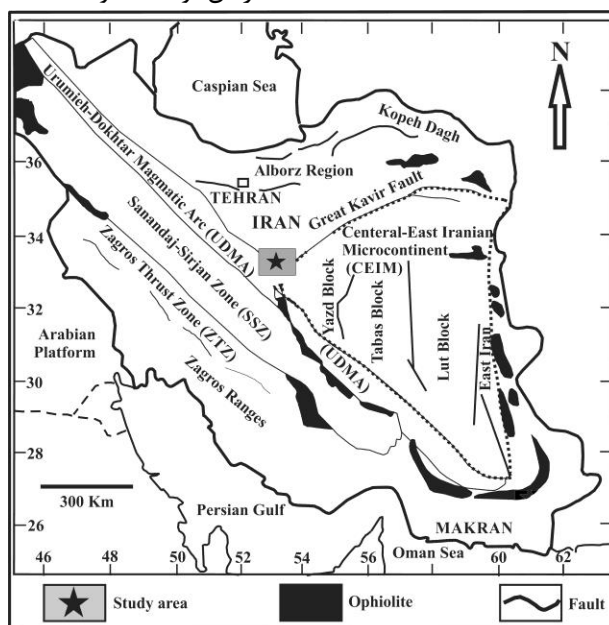 N
Caspian Sea
Kopeh Dagh
Urumieh-Dokhtar Magmatic Arc (UDMA)
Alborz Region
TEHRAN
IRAN
Great Kavir Fault
Sanandaj-Sirjan Zone (SSZ)
Centeral-East Iranian
Microcontinent
(CEIM)
Zagros Thrust Zone (ZTZ)
Yazd Block
Tabas Block
Lut Block
East Iran
(UDMA)
Arabian
Platform
Zagros Ranges
300 Km
Persian Gulf
MAKRAN
Oman Sea
36
34
33
32
30
29
28
27
26
46
48
50
52
54
56
58
60
62
Study area
Ophiolite
Fault